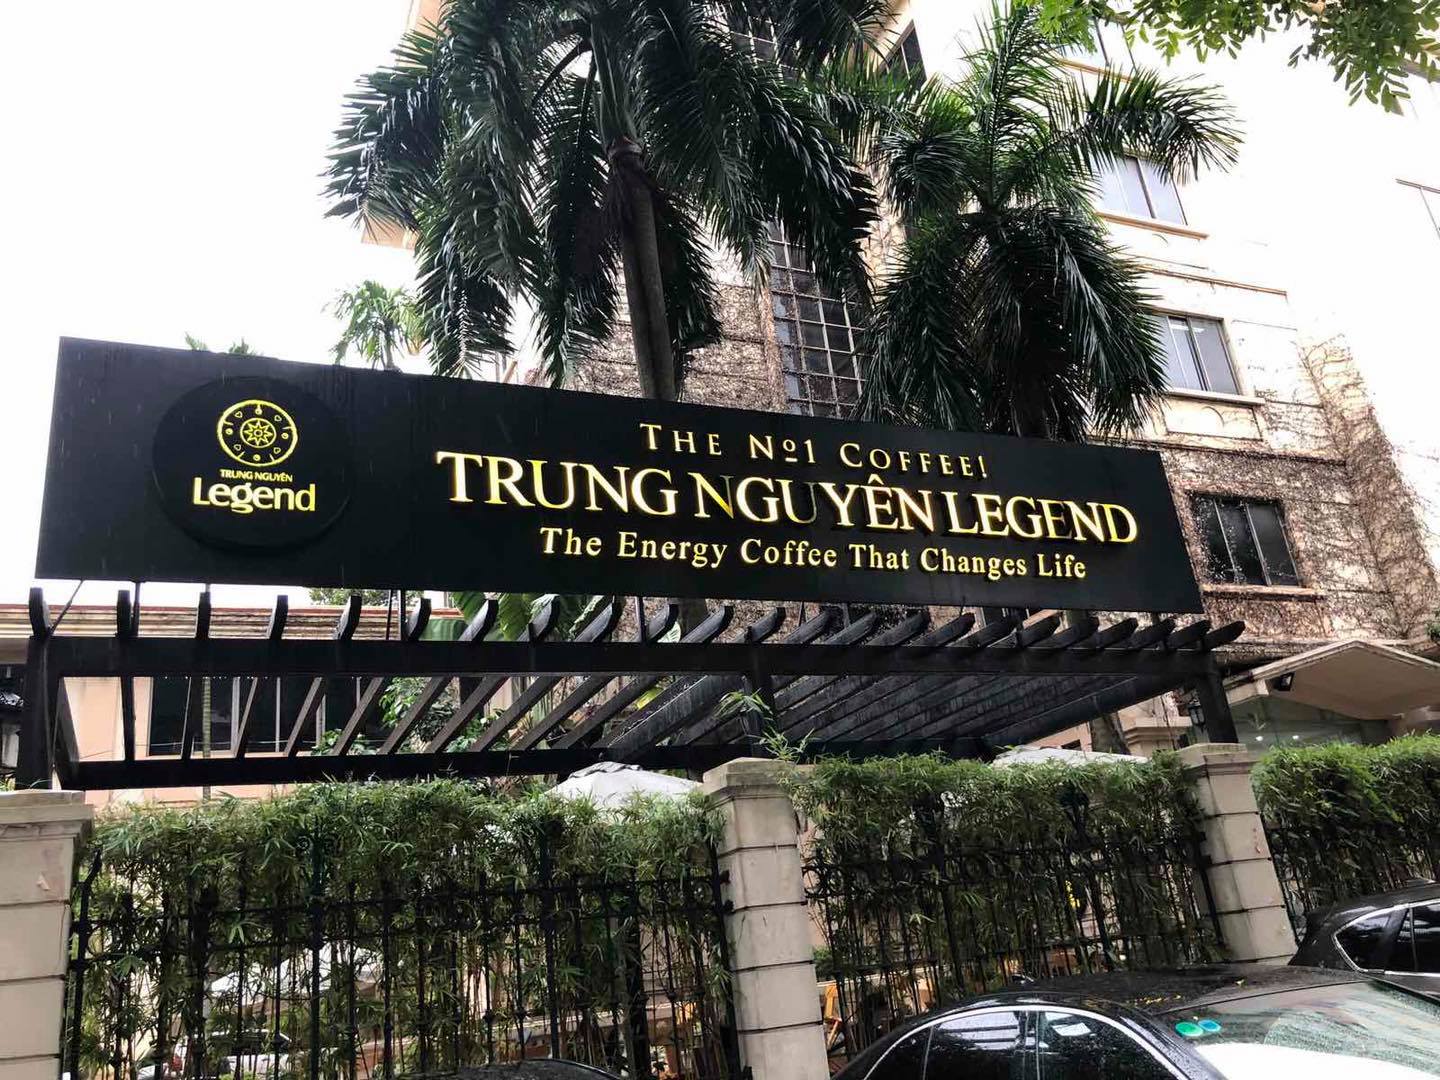 TRUNG NGUYÊN
Legend
THE Nº1 COFFEE!
TRUNG NGUYÊN LEGEND
The Energy Coffee That Changes Life